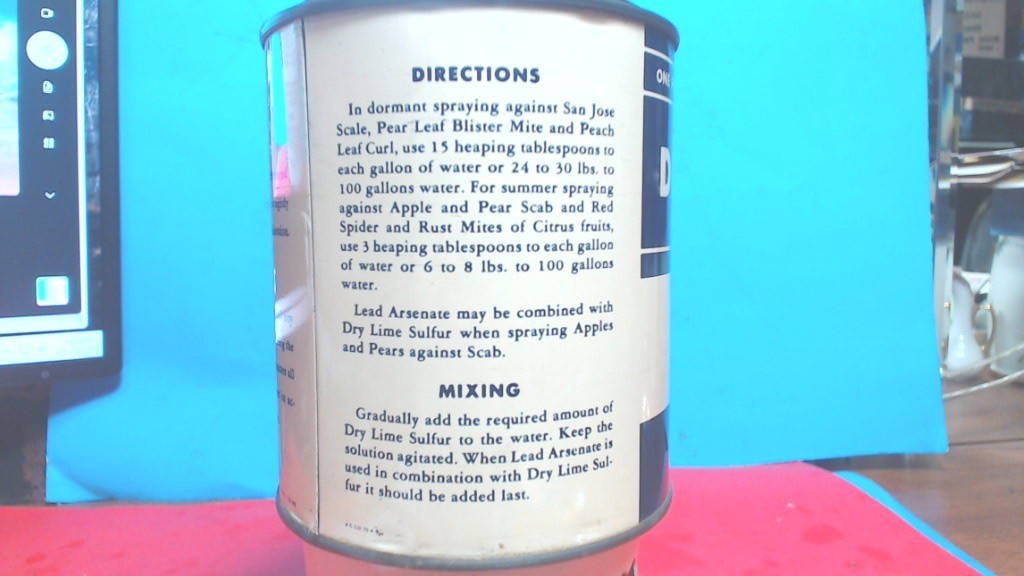 DIRECTIONS
In dormant spraying against San Jose
Scale, Pear Leaf Blister Mite and Peach
Leaf Curl, use 15 heaping tablespoons to
each gallon of water or 24 to 30 lbs. to
100 gallons water. For summer spraying
against Apple and Pear Scab and Red
Spider and Rust Mites of Citrus fruits,
use 3 heaping tablespoons to each gallon
of water or 6 to 8 lbs. to 100 gallons
water.
Lead Arsenate may be combined with
Dry Lime Sulfur when spraying Apples
and Pears against Scab.
MIXING
Gradually add the required amount of
Dry Lime Sulfur to the water. Keep the
solution agitated. When Lead Arsenate is
used in combination with Dry Lime Sul-
fur it should be added last.
ON
D